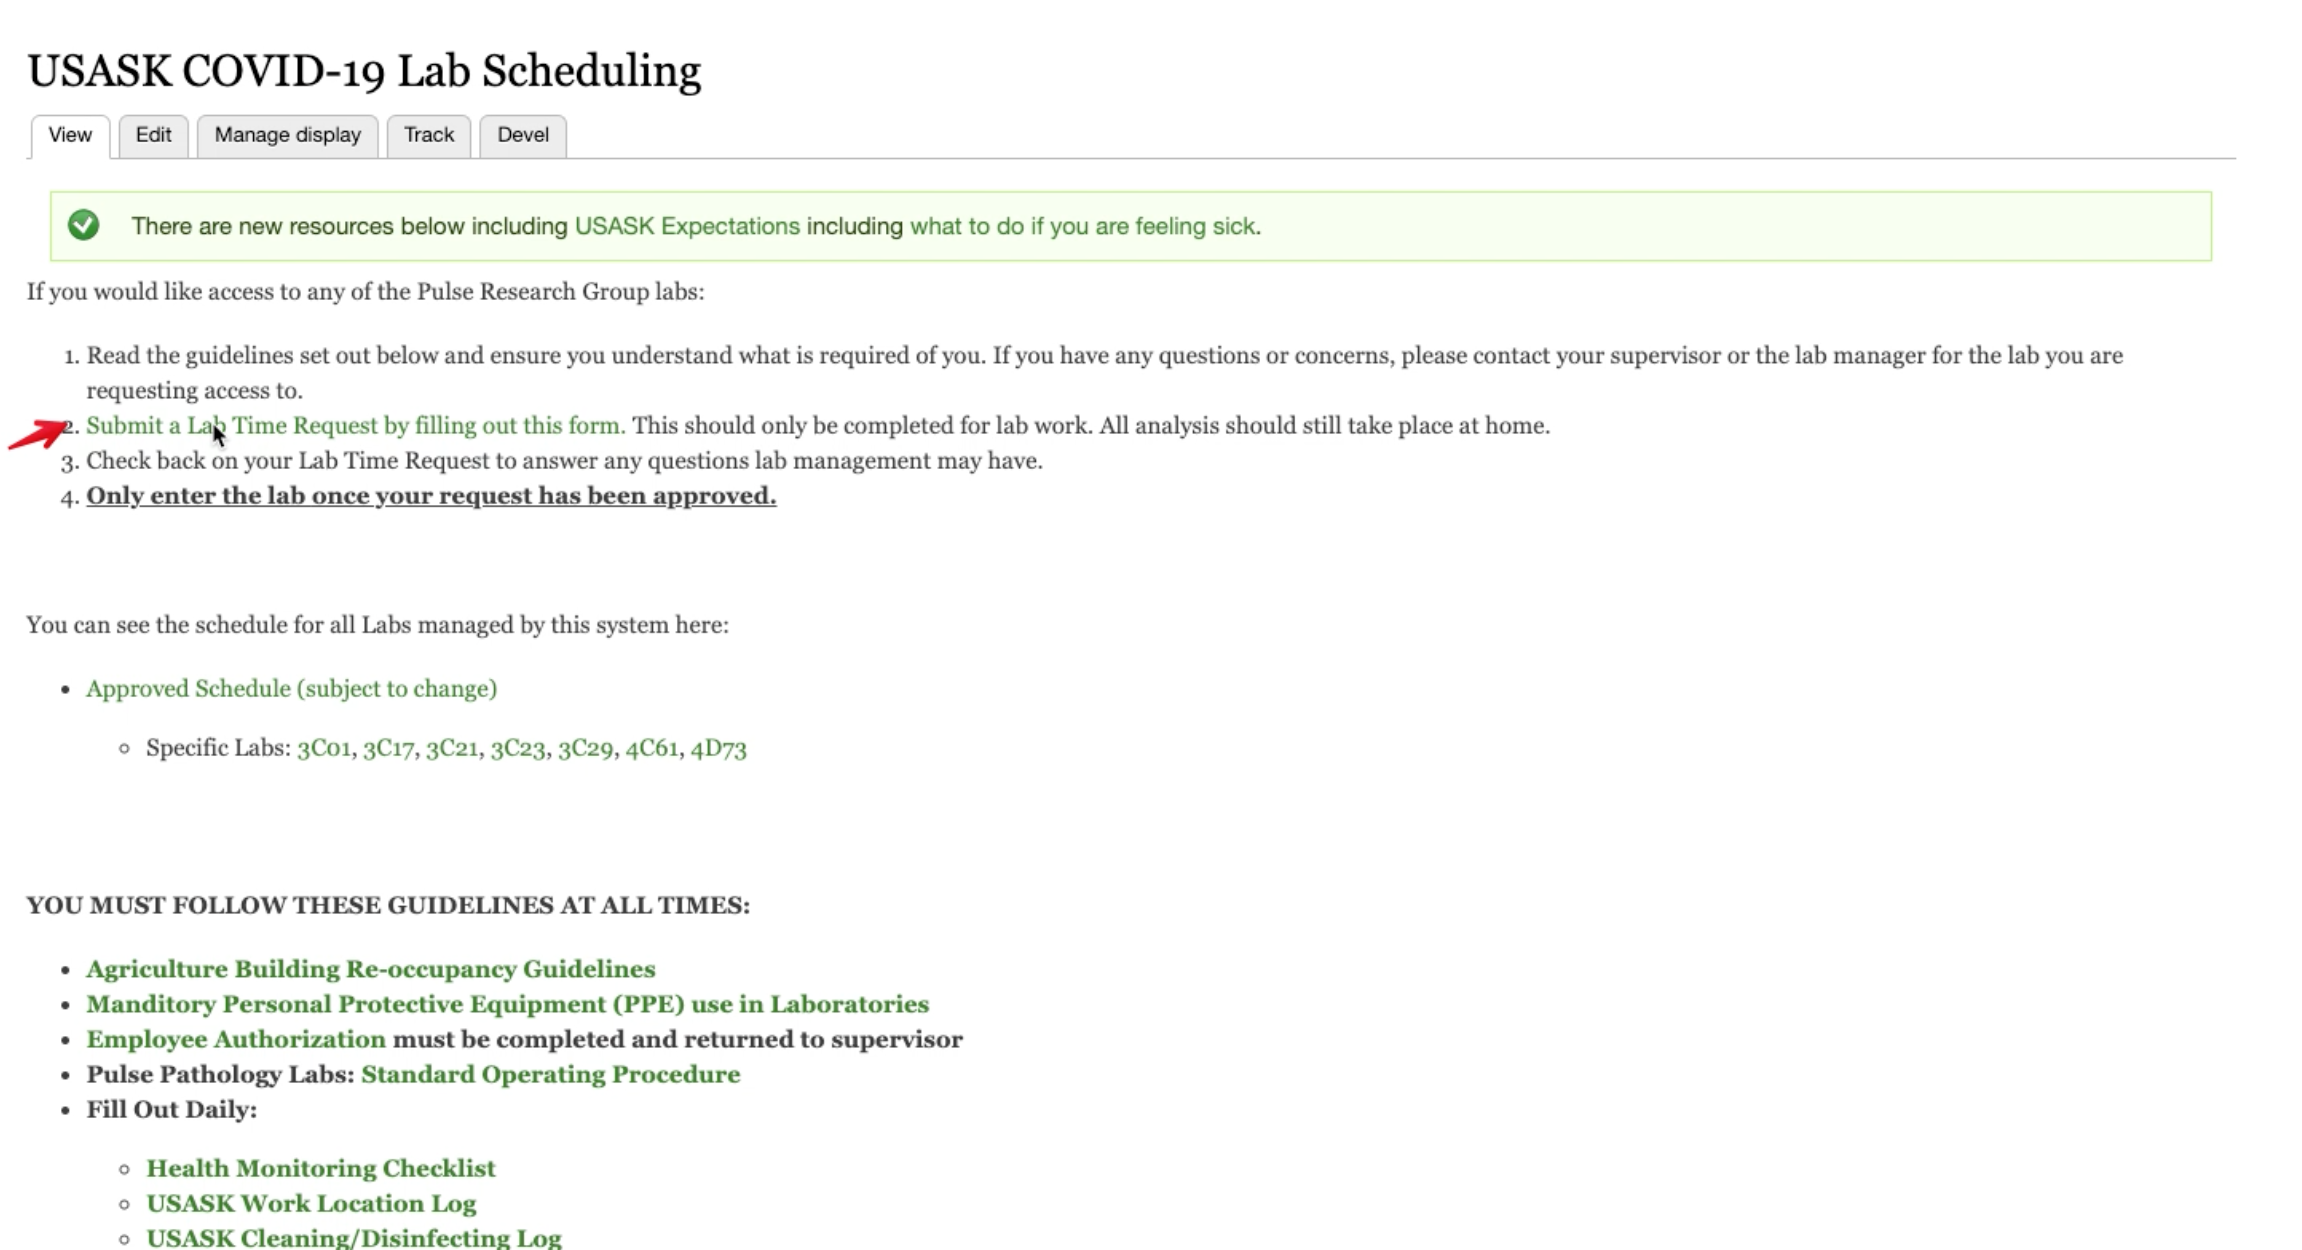 USASK COVID-19 Lab Scheduling
View Edit Manage display Track Devel
There are new resources below including USASK Expectations including what to do if you are feeling sick.
If you would like access to any of the Pulse Research Group labs:
1. Read the guidelines set out below and ensure you understand what is required of you. If you have any questions or concerns, please contact your supervisor or the lab manager for the lab you are
requesting access to.
2. Submit a Lab Time Request by filling out this form. This should only be completed for lab work. All analysis should still take place at home.
3. Check back on your Lab Time Request to answer any questions lab management may have.
4. Only enter the lab once your request has been approved.
You can see the schedule for all Labs managed by this system here:
• Approved Schedule (subject to change)
◦ Specific Labs: 3C01, 3C17, 3C21, 3C23, 3C29, 4C61, 4D73
YOU MUST FOLLOW THESE GUIDELINES AT ALL TIMES:
• Agriculture Building Re-occupancy Guidelines
• Manditory Personal Protective Equipment (PPE) use in Laboratories
• Employee Authorization must be completed and returned to supervisor
• Pulse Pathology Labs: Standard Operating Procedure
• Fill Out Daily:
◦ Health Monitoring Checklist
◦ USASK Work Location Log
◦ USASK Cleaning/Disinfecting Log